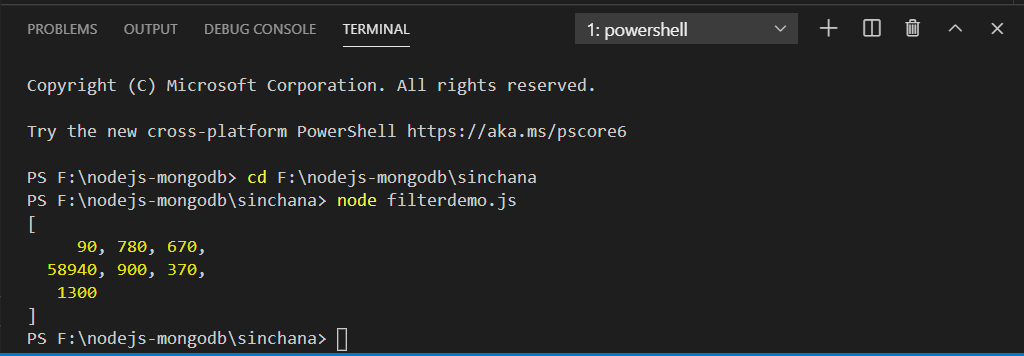 PROBLEMS OUTPUT DEBUG CONSOLE TERMINAL 1: powershell
Copyright (C) Microsoft Corporation. All rights reserved.
Try the new cross-platform PowerShell https://aka.ms/pscore6
PS F:\nodejs-mongodb> cd F:\nodejs-mongodb\sinchana
PS F:\nodejs-mongodb\sinchana> node filterdemo.js
[
90, 780, 670,
58940, 900, 370,
1300
]
PS F:\nodejs-mongodb\sinchana>